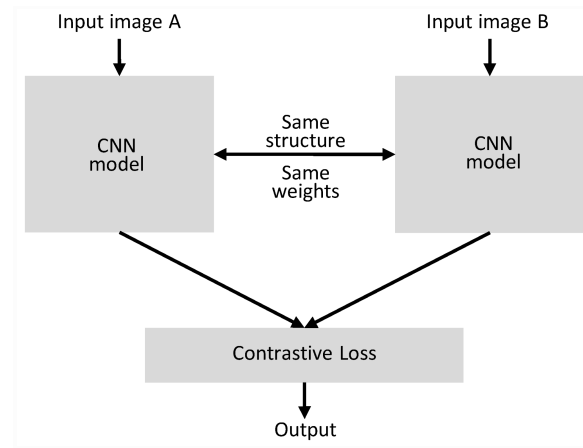 Input image A
Input image B
CNN
model
Same
structure
Same
weights
CNN
model
Contrastive Loss
Output